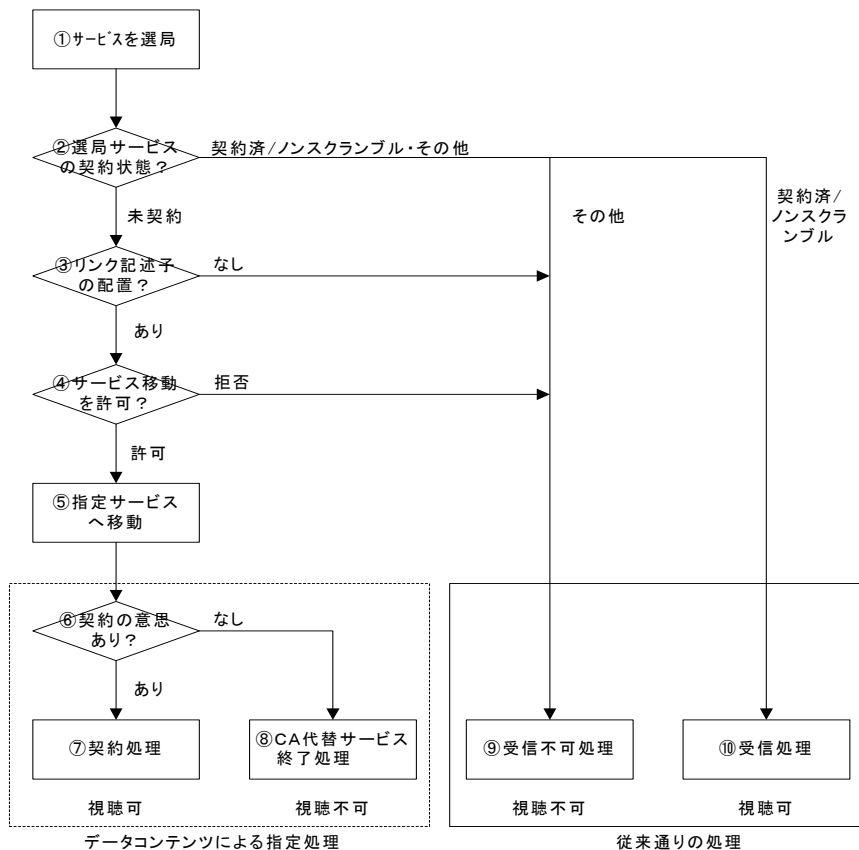 ①サービスを選局
②選局サービス
の契約状態？
契約済/ノンスクランブル・その他
未契約
その他
契約済/
ノンスクラ
ンブル
③リンク記述子
の配置？
なし
あり
④サービス移動
を許可？
拒否
許可
⑤指定サービス
へ移動
⑥契約の意思
あり？
なし
あり
⑦契約処理
⑧CA代替サービス
終了処理
⑨受信不可処理
⑩受信処理
視聴可
視聴不可
視聴不可
視聴可
データコンテンツによる指定処理
従来通りの処理